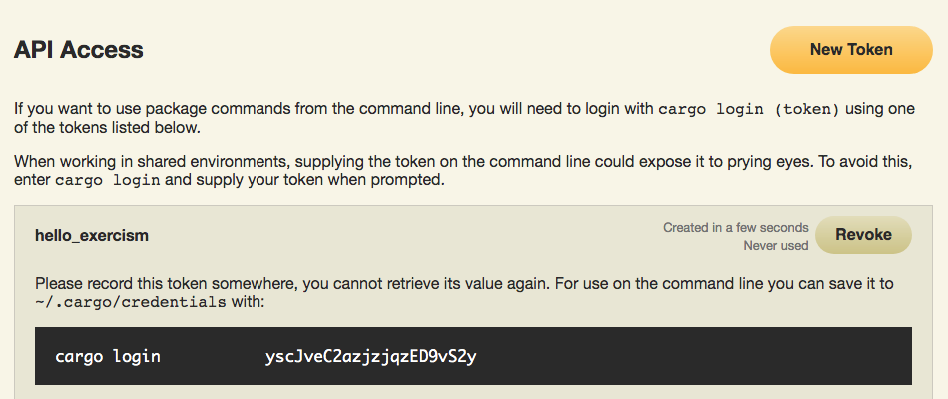 API Access
New Token
If you want to use package commands from the command line, you will need to login with cargo login (token) using one
of the tokens listed below.
When working in shared environments, supplying the token on the command line could expose it to prying eyes. To avoid this,
enter cargo login and supply your token when prompted.
hello_exercism
Created in a few seconds
Never used
Revoke
Please record this token somewhere, you cannot retrieve its value again. For use on the command line you can save it to
~/.cargo/credentials with:
cargo login yscJveC2azjzjqzED9vS2y